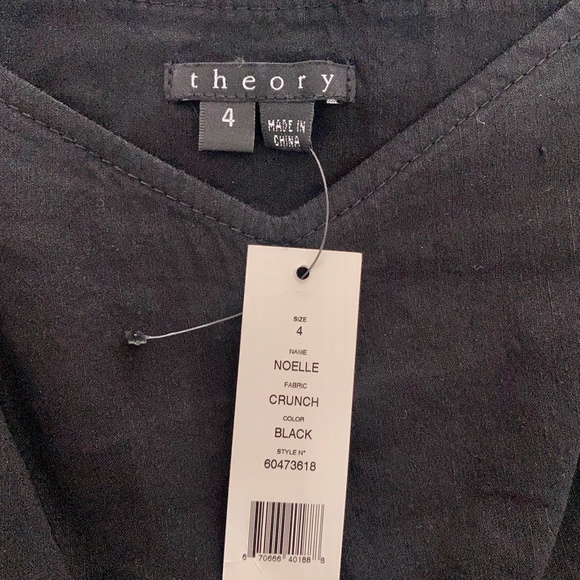 theory
4
MADE IN
CHINA
SIZE
4
NAME
NOELLE
FABRIC
CRUNCH
COLOR
BLACK
STYLE N°
60473618
6 70666 40188 8